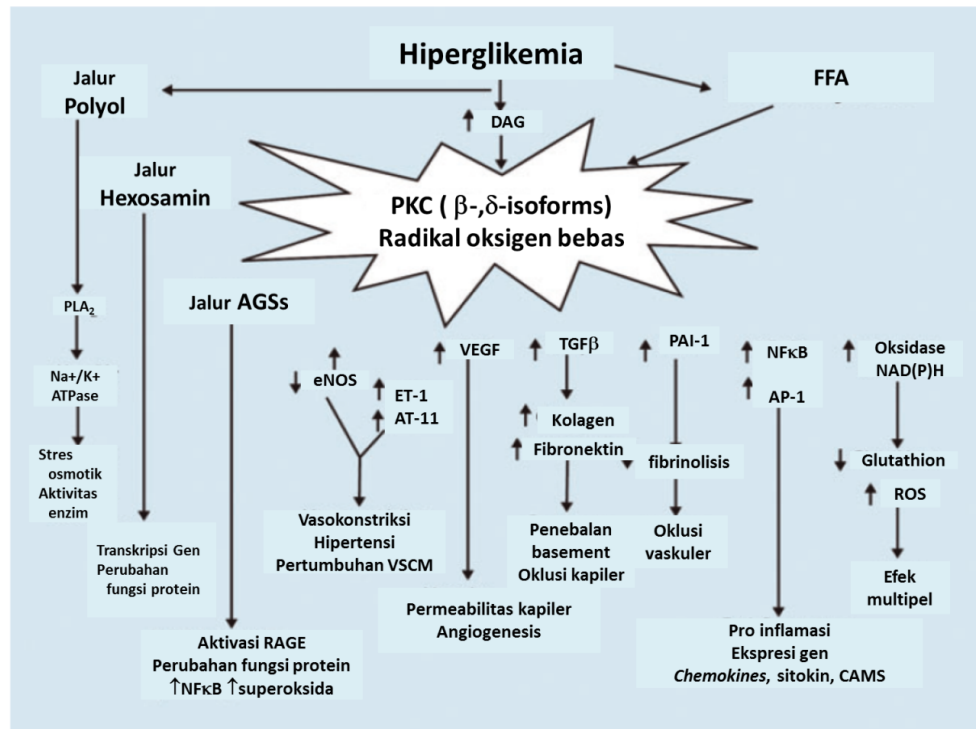 Hiperglikemia
Jalur
Polyol
FFA
↑ DAG
Jalur
Hexosamin
PKC ( β-,δ-isoforms)
Radikal oksigen bebas
PLA2
Jalur AGSs
Na+/K+
ATPase
Stres
osmotik
Aktivitas
enzim
Transkripsi Gen
Perubahan
fungsi protein
Aktivasi RAGE
Perubahan fungsi protein
↑NFκB ↑superoksida
↑
↓ eNOS
↑ ET-1
↑ AT-11
Vasokonstriksi
Hipertensi
Pertumbuhan VSCM
↑ VEGF
Permeabilitas kapiler
Angiogenesis
↑ TGFβ
↑ Kolagen
↑ Fibronektin
Penebalan
basement
Oklusi kapiler
↑ PAI-1
↓ fibrinolisis
Oklusi
vaskuler
↑ NFκB
↑ AP-1
Pro inflamasi
Ekspresi gen
Chemokines, sitokin, CAMS
↑ Oksidase
NAD(P)H
↓ Glutathion
↑ ROS
Efek
multipel